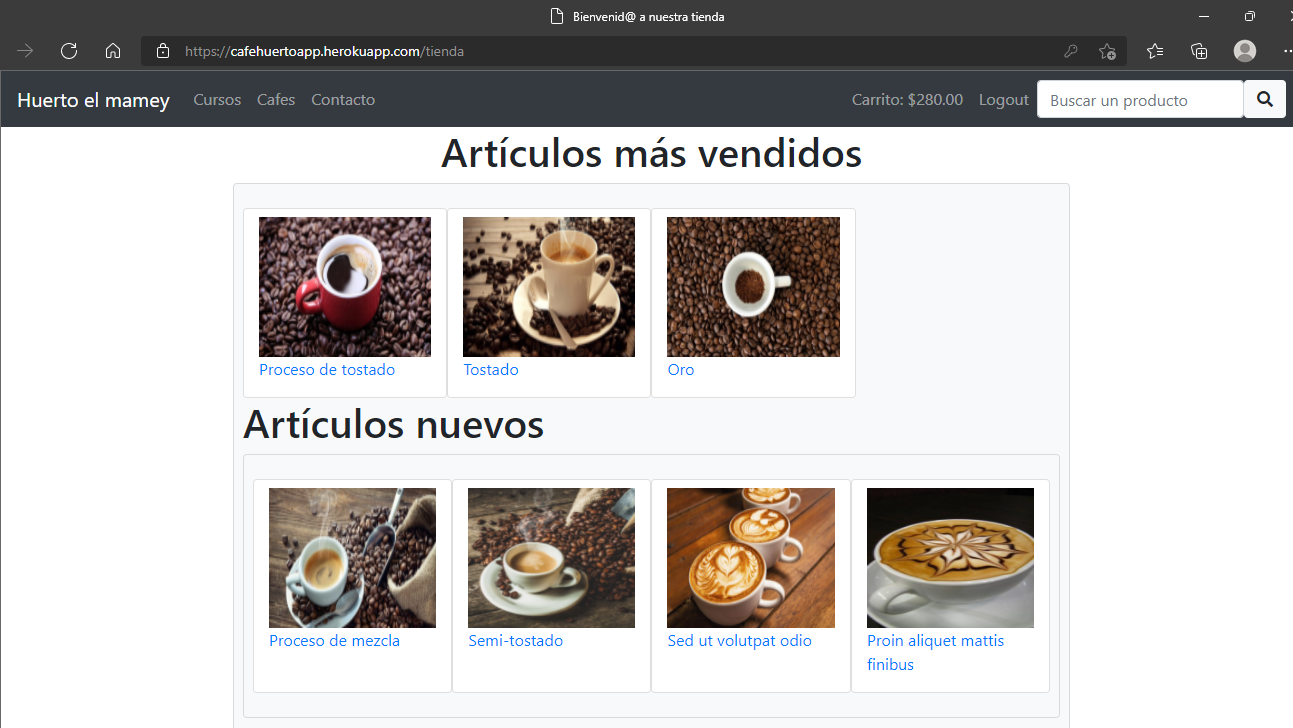 Bienvenid@ a nuestra tienda
https://cafehuertoapp.herokuapp.com/tienda
Huerto el mamey Cursos Cafes Contacto Carrito: $280.00 Logout Buscar un producto
Artículos más vendidos
Proceso de tostado Tostado Oro
Artículos nuevos
Proceso de mezcla Semi-tostado Sed ut volutpat odio Proin aliquet mattis
finibus